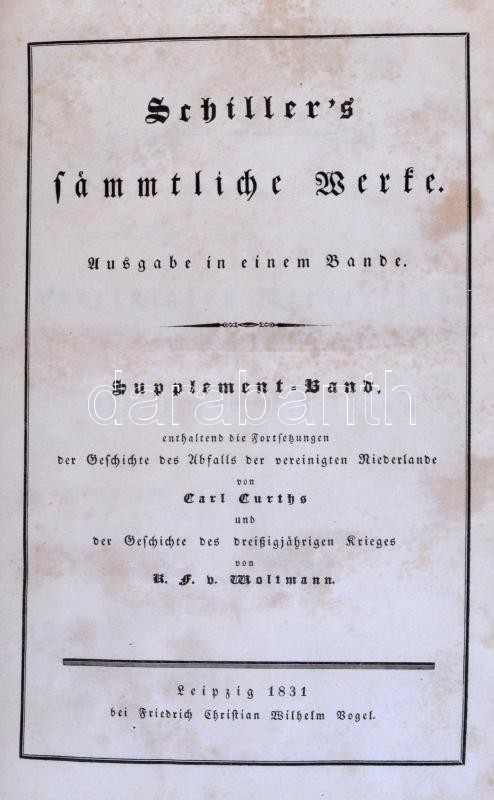 Schiller's
sämmtliche Werke.
Ausgabe in einem Bande.
Supplement-Band,
enthaltend die Fortsetzungen
der Geschichte des Abfalls der vereinigten Niederlande
von
Carl Curths
und
der Geschichte des dreißigjährigen Krieges
von
K. F. v. Woltmann.
Leipzig 1831
bei Friedrich Christian Wilhelm Vogel.
darabanth